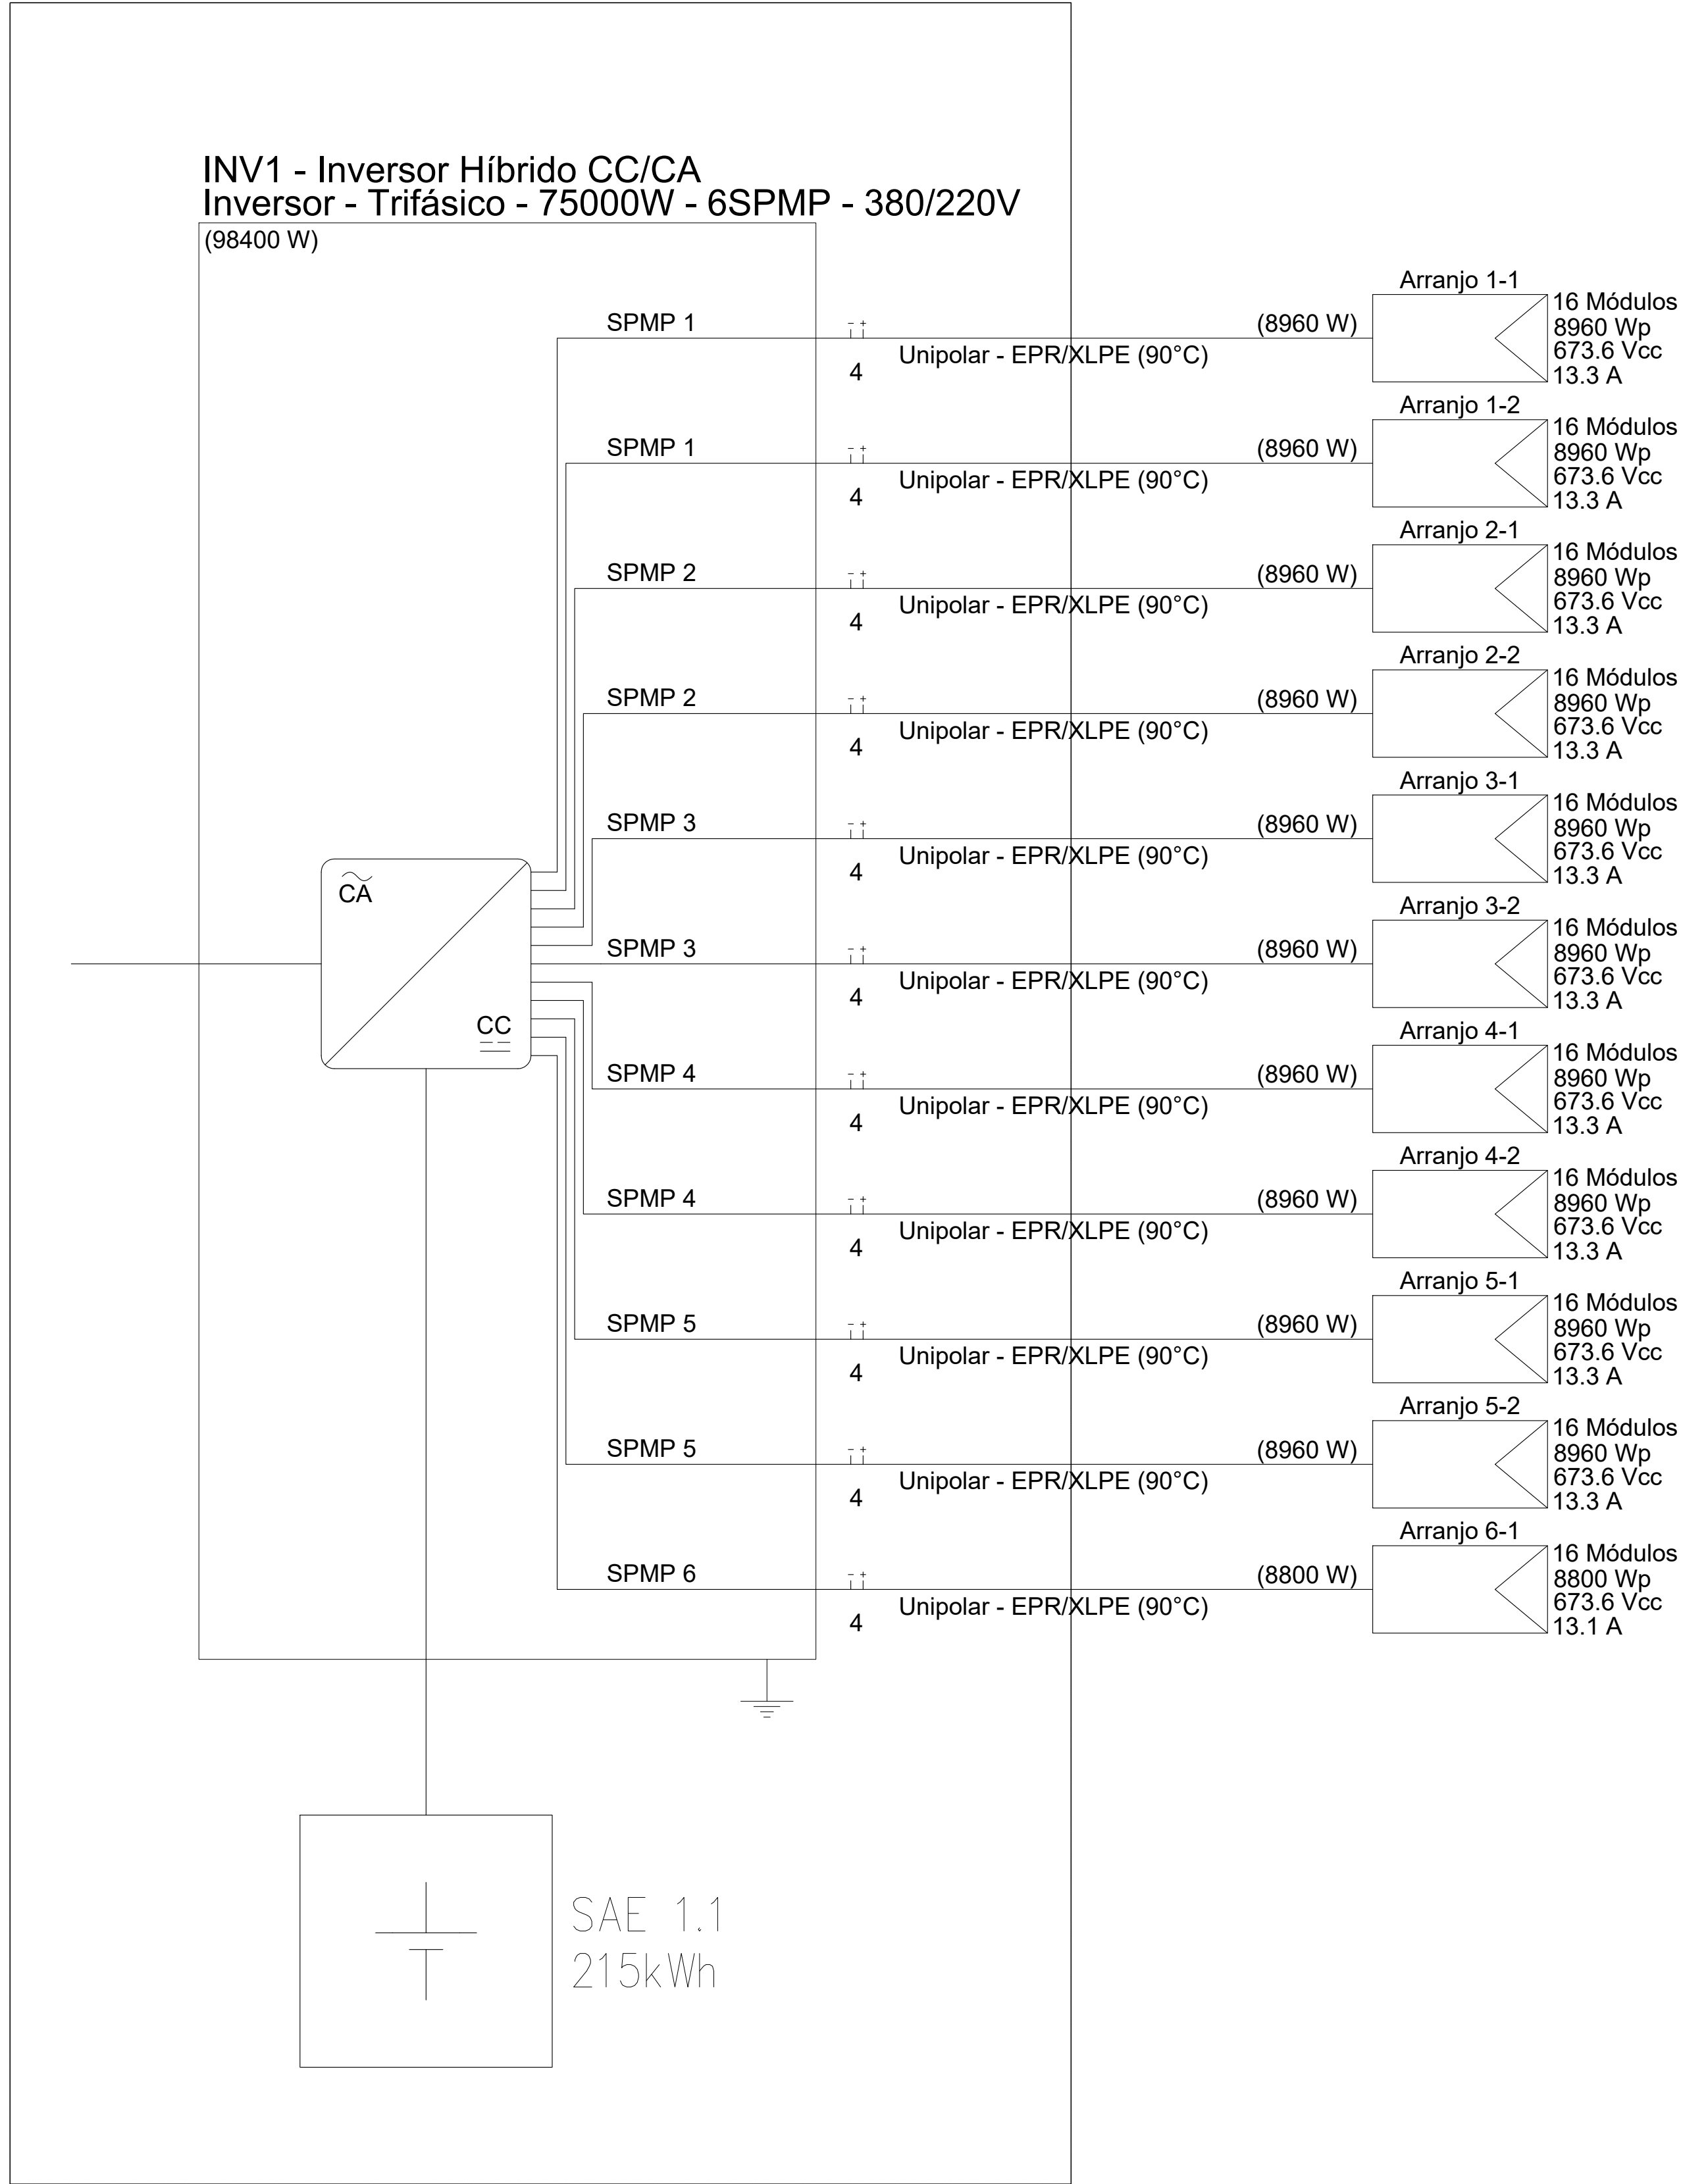 INV1 - Inversor Híbrido CC/CA
Inversor - Trifásico - 75000W - 6SPMP - 380/220V
(98400 W)
Arranjo 1-1
SPMP 1
- +
(8960 W)
16 Módulos
8960 Wp
673.6 Vcc
13.3 A
4
Unipolar - EPR/XLPE (90°C)
Arranjo 1-2
SPMP 1
- +
(8960 W)
16 Módulos
8960 Wp
673.6 Vcc
13.3 A
4
Unipolar - EPR/XLPE (90°C)
Arranjo 2-1
SPMP 2
- +
(8960 W)
16 Módulos
8960 Wp
673.6 Vcc
13.3 A
4
Unipolar - EPR/XLPE (90°C)
Arranjo 2-2
SPMP 2
- +
(8960 W)
16 Módulos
8960 Wp
673.6 Vcc
13.3 A
4
Unipolar - EPR/XLPE (90°C)
Arranjo 3-1
SPMP 3
- +
(8960 W)
16 Módulos
8960 Wp
673.6 Vcc
13.3 A
4
Unipolar - EPR/XLPE (90°C)
CA
Arranjo 3-2
SPMP 3
- +
(8960 W)
16 Módulos
8960 Wp
673.6 Vcc
13.3 A
4
Unipolar - EPR/XLPE (90°C)
CC
Arranjo 4-1
SPMP 4
- +
(8960 W)
16 Módulos
8960 Wp
673.6 Vcc
13.3 A
4
Unipolar - EPR/XLPE (90°C)
Arranjo 4-2
SPMP 4
- +
(8960 W)
16 Módulos
8960 Wp
673.6 Vcc
13.3 A
4
Unipolar - EPR/XLPE (90°C)
Arranjo 5-1
SPMP 5
- +
(8960 W)
16 Módulos
8960 Wp
673.6 Vcc
13.3 A
4
Unipolar - EPR/XLPE (90°C)
Arranjo 5-2
SPMP 5
- +
(8960 W)
16 Módulos
8960 Wp
673.6 Vcc
13.3 A
4
Unipolar - EPR/XLPE (90°C)
Arranjo 6-1
SPMP 6
- +
(8800 W)
16 Módulos
8800 Wp
673.6 Vcc
13.1 A
4
Unipolar - EPR/XLPE (90°C)
SAE 1.1
215kWh